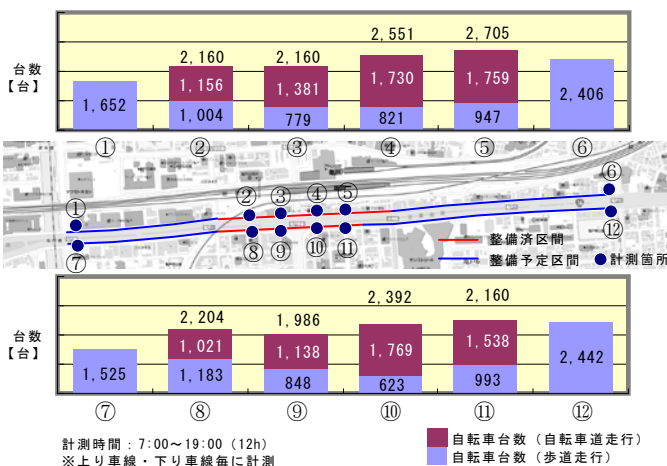 2,551 2,705
2,160 2,160
台数
【台】
1,156 1,381 1,730 1,759
1,652 2,406
1,004 779 821 947
① ② ③ ④ ⑤ ⑥
⑥
① ② ③ ④ ⑤
⑦ ⑧ ⑨ ⑩ ⑪ ⑫
整備済区間
整備予定区間 計測箇所
2,392 2,160
2,204 1,986
台数
【台】
1,021 1,138 1,769 1,538
1,525 2,442
1,183 848 623 993
⑦ ⑧ ⑨ ⑩ ⑪ ⑫
計測時間:7:00~19:00(12h)
※上り車線・下り車線毎に計測
自転車台数(自転車道走行)
自転車台数(歩道走行)